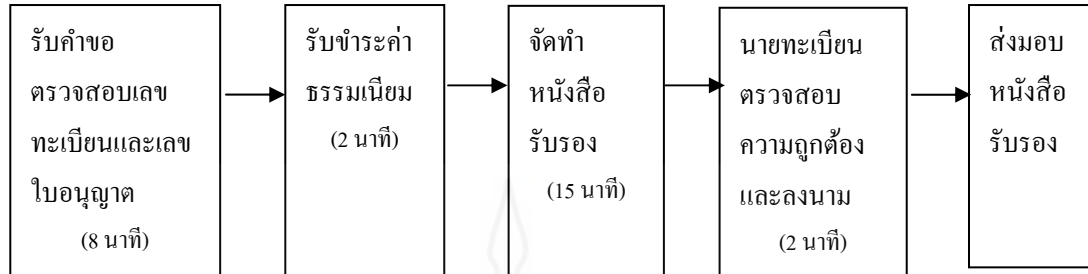 รับคำขอ
ตรวจสอบเลข
ทะเบียนและเลข
ใบอนุญาต
(8 นาที)
รับชำระค่า
ธรรมเนียม
(2 นาที)
จัดทำ
หนังสือ
รับรอง
(15 นาที)
นายทะเบียน
ตรวจสอบ
ความถูกต้อง
และลงนาม
(2 นาที)
ส่งมอบ
หนังสือ
รับรอง